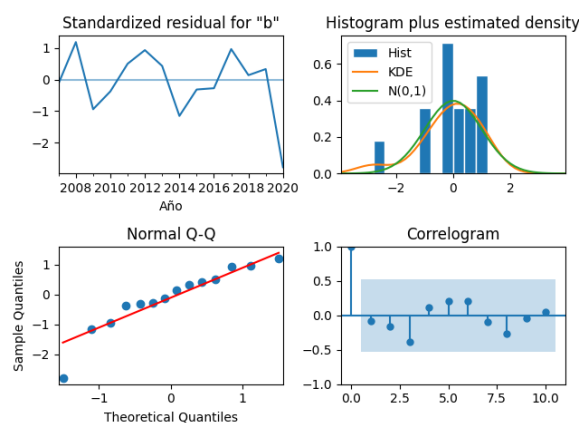 Standardized residual for "b"
1
0
−1
−2
2008 2010 2012 2014 2016 2018 2020
Año
Histogram plus estimated density
Hist
KDE
N(0,1)
0.6
0.4
0.2
0.0
−2 0 2
Normal Q-Q
Sample Quantiles
1
0
−1
−2
−1 0 1
Theoretical Quantiles
Correlogram
1.0
0.5
0.0
−0.5
−1.0
0.0 2.5 5.0 7.5 10.0